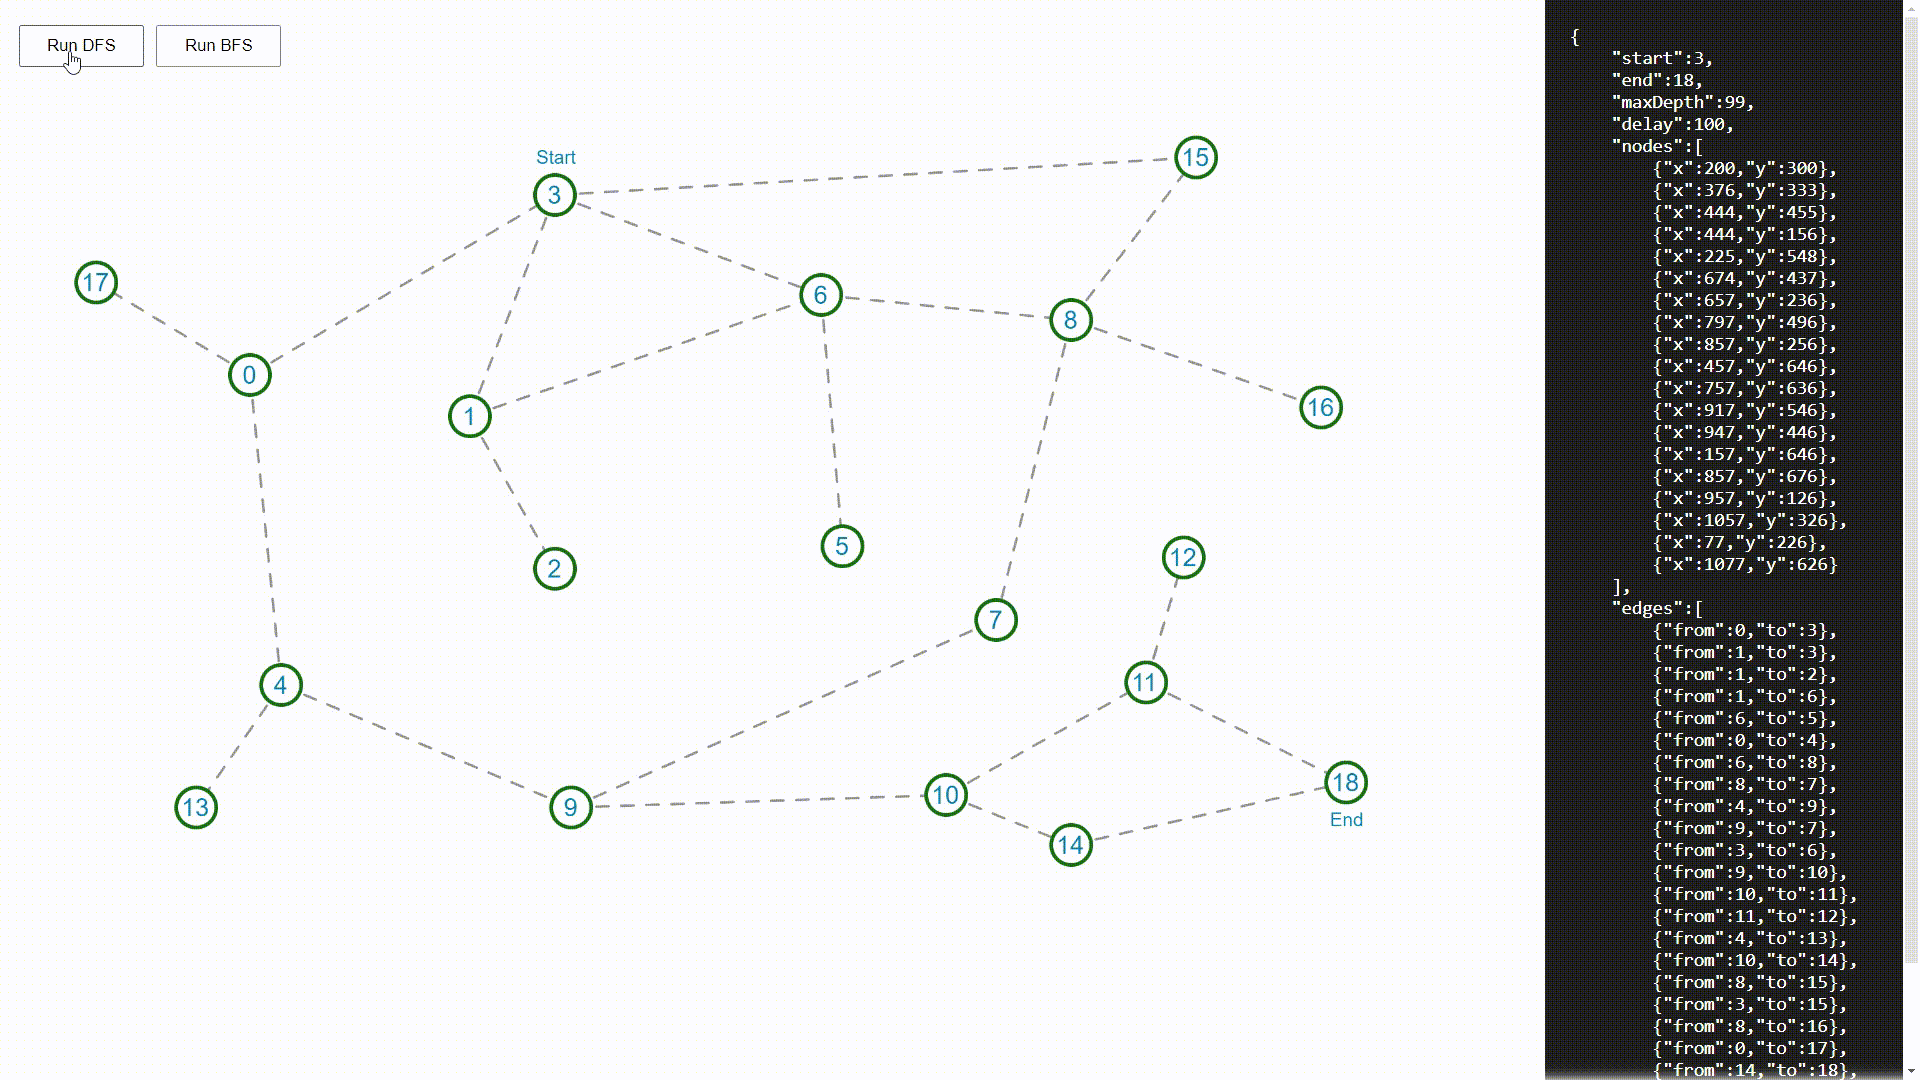 Run DFS
Run BFS
Start
3
15
17
6
8
0
1
16
5
12
2
7
11
4
18
10
End
13
9
14
{
"start":3,
"end":18,
"maxDepth":99,
"delay":100,
"nodes":[
{"x":200,"y":300},
{"x":376,"y":333},
{"x":444,"y":455},
{"x":444,"y":156},
{"x":225,"y":548},
{"x":674,"y":437},
{"x":657,"y":236},
{"x":797,"y":496},
{"x":857,"y":256},
{"x":457,"y":646},
{"x":757,"y":636},
{"x":917,"y":546},
{"x":947,"y":446},
{"x":157,"y":646},
{"x":857,"y":676},
{"x":957,"y":126},
{"x":1057,"y":326},
{"x":77,"y":226},
{"x":1077,"y":626}
],
"edges":[
{"from":0,"to":3},
{"from":1,"to":3},
{"from":1,"to":2},
{"from":1,"to":6},
{"from":6,"to":5},
{"from":0,"to":4},
{"from":6,"to":8},
{"from":8,"to":7},
{"from":4,"to":9},
{"from":9,"to":7},
{"from":3,"to":6},
{"from":9,"to":10},
{"from":10,"to":11},
{"from":11,"to":12},
{"from":4,"to":13},
{"from":10,"to":14},
{"from":8,"to":15},
{"from":3,"to":15},
{"from":8,"to":16},
{"from":0,"to":17},
{"from":14,"to":18},